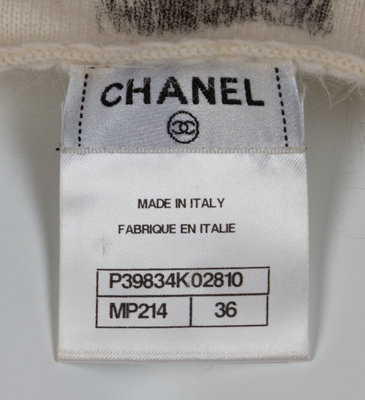 CHANEL
MADE IN ITALY
FABRIQUE EN ITALIE
P39834K02810
MP214 36